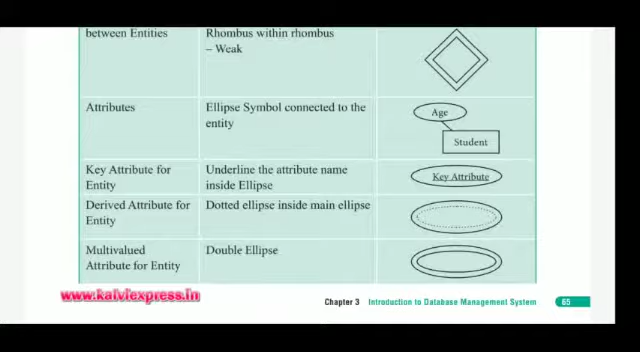 between Entities
Rhombus within rhombus
– Weak
Attributes
Ellipse Symbol connected to the
entity
Age
Student
Key Attribute for
Entity
Underline the attribute name
inside Ellipse
Key Attribute
Derived Attribute for
Entity
Dotted ellipse inside main ellipse
Multivalued
Attribute for Entity
Double Ellipse
www.kalviexpress.in
Chapter 3 Introduction to Database Management System 65